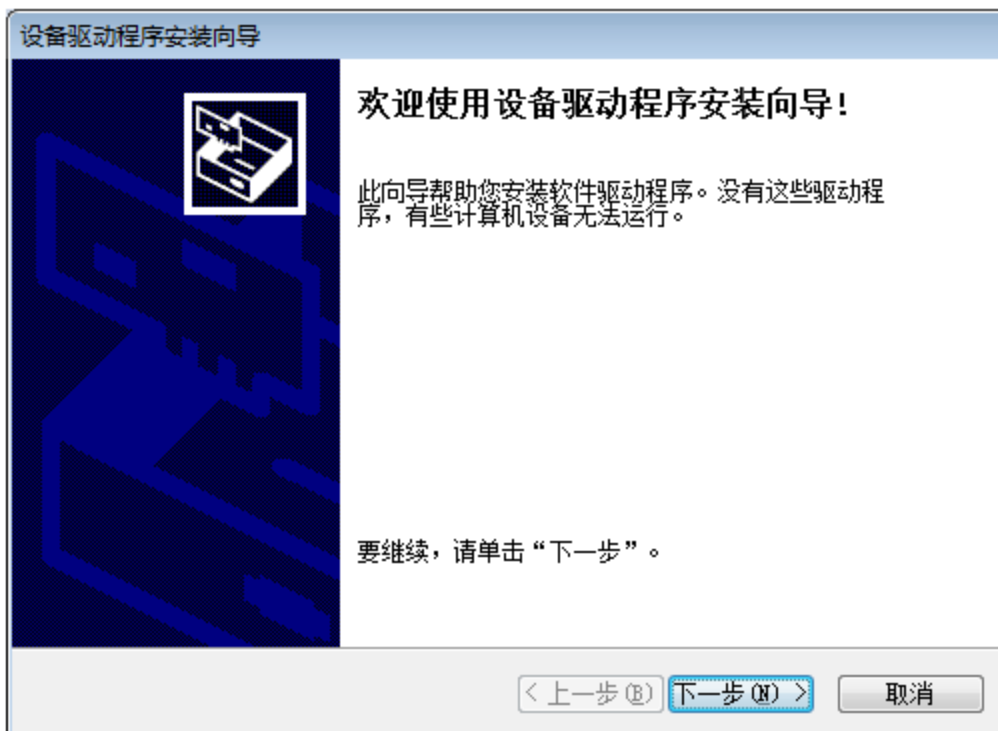 设备驱动程序安装向导
欢迎使用设备驱动程序安装向导!
此向导帮助您安装软件驱动程序。没有这些驱动程
序，有些计算机设备无法运行。
要继续，请单击“下一步”。
< 上一步(B)
下一步(N) >
取消